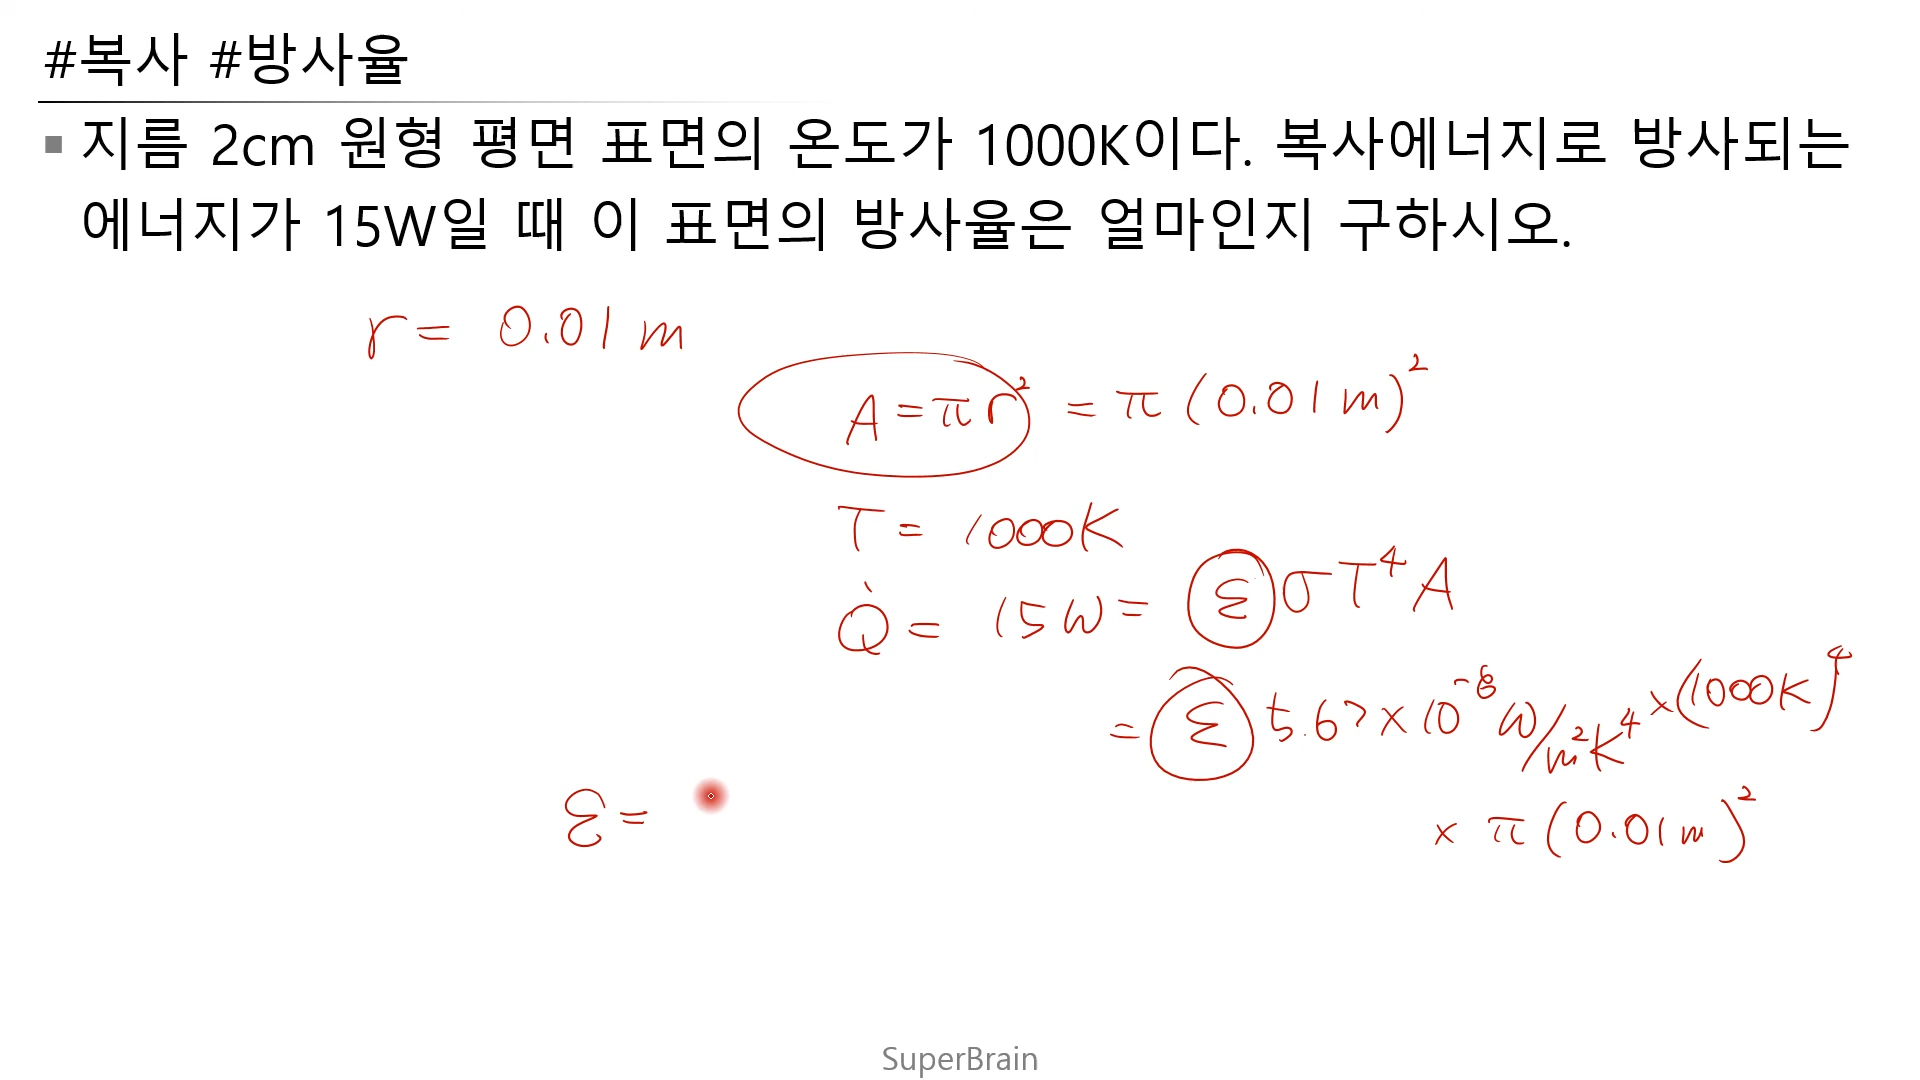 #복사 #방사율
▪ 지름 2cm 원형 평면 표면의 온도가 1000K이다. 복사에너지로 방사되는
에너지가 15W일 때 이 표면의 방사율은 얼마인지 구하시오.
r = 0.01 m
A = πr² = π (0.01 m)²
T = 1000K
Q̇ = 15W = ε σ T⁴ A
= ε 5.67 × 10⁻⁸ W/m²K⁴ × (1000K)⁴
× π (0.01 m)²
ε =
SuperBrain